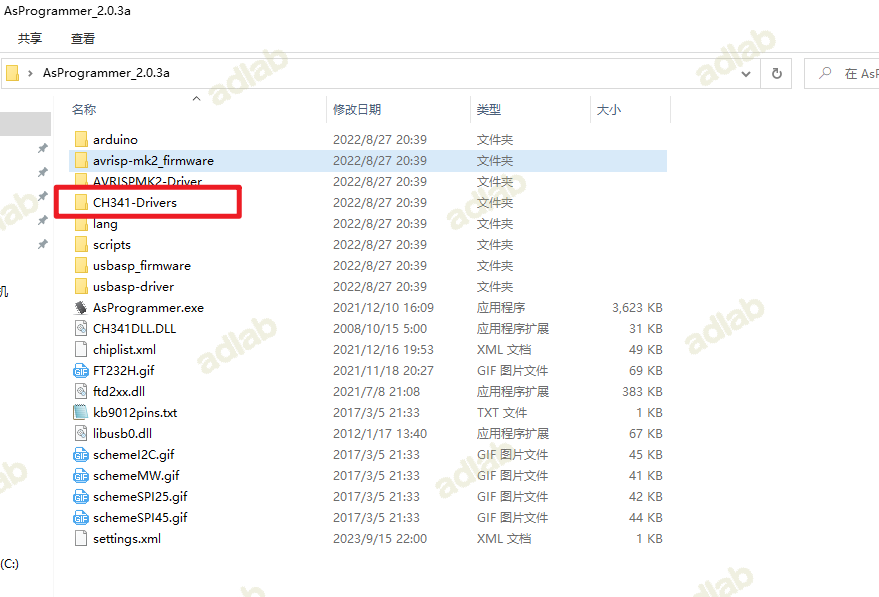 AsProgrammer_2.0.3a
共享 查看
AsProgrammer_2.0.3a 在 AsP
名称 修改日期 类型 大小
arduino 2022/8/27 20:39 文件夹
avrisp-mk2_firmware 2022/8/27 20:39 文件夹
AVRISPMK2-Driver 2022/8/27 20:39 文件夹
CH341-Drivers 2022/8/27 20:39 文件夹
lang 2022/8/27 20:39 文件夹
scripts 2022/8/27 20:39 文件夹
usbasp_firmware 2022/8/27 20:39 文件夹
usbasp-driver 2022/8/27 20:39 文件夹
机
AsProgrammer.exe 2021/12/10 16:09 应用程序 3,623 KB
CH341DLL.DLL 2008/10/15 5:00 应用程序扩展 31 KB
chiplist.xml 2021/12/16 19:53 XML 文档 49 KB
FT232H.gif 2021/11/18 20:27 GIF 图片文件 69 KB
ftd2xx.dll 2021/7/8 21:08 应用程序扩展 383 KB
kb9012pins.txt 2017/3/5 21:33 TXT 文件 1 KB
libusb0.dll 2012/1/17 13:40 应用程序扩展 67 KB
schemeI2C.gif 2017/3/5 21:33 GIF 图片文件 45 KB
schemeMW.gif 2017/3/5 21:33 GIF 图片文件 41 KB
schemeSPI25.gif 2017/3/5 21:33 GIF 图片文件 42 KB
schemeSPI45.gif 2017/3/5 21:33 GIF 图片文件 44 KB
settings.xml 2023/9/15 22:00 XML 文档 1 KB
(C:)
adlab
adlab
adlab
adlab
adlab
adlab
adlab